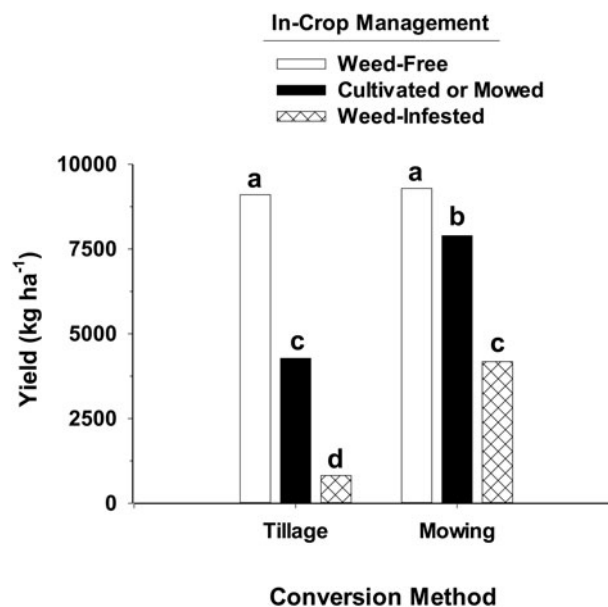 In-Crop Management
Weed-Free
Cultivated or Mowed
Weed-Infested
10000
7500
5000
2500
0
Yield (kg ha⁻¹)
a
c
d
a
b
c
Tillage
Mowing
Conversion Method